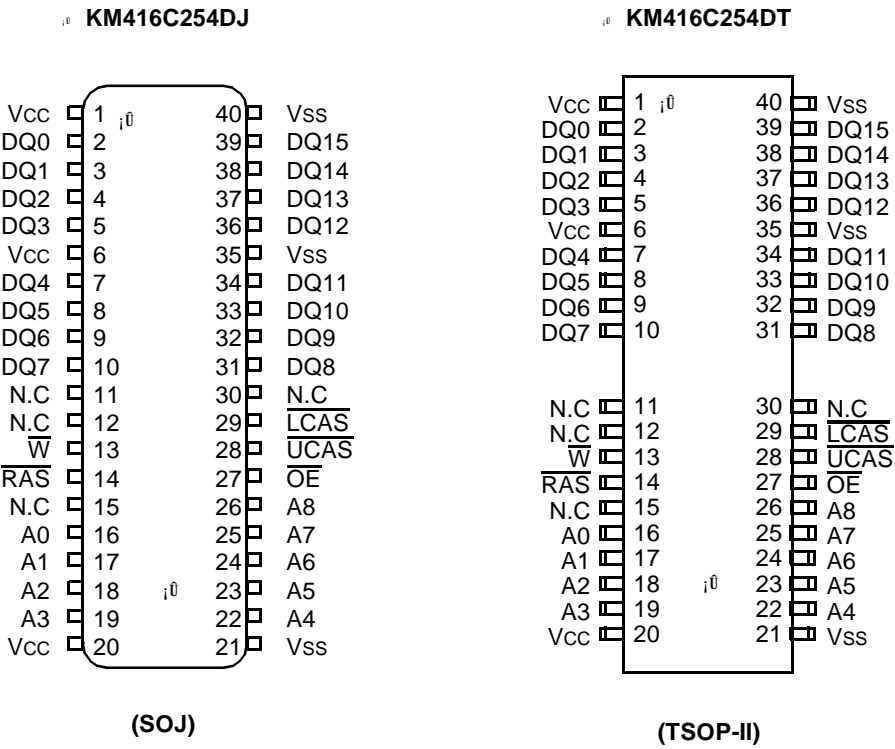 ¡Û KM416C254DJ
VCC 1 ¡Û 40 VSS
DQ0 2 39 DQ15
DQ1 3 38 DQ14
DQ2 4 37 DQ13
DQ3 5 36 DQ12
VCC 6 35 VSS
DQ4 7 34 DQ11
DQ5 8 33 DQ10
DQ6 9 32 DQ9
DQ7 10 31 DQ8
N.C 11 30 N.C
N.C 12 29 LCAS
W 13 28 UCAS
RAS 14 27 OE
N.C 15 26 A8
A0 16 25 A7
A1 17 24 A6
A2 18 ¡Û 23 A5
A3 19 22 A4
VCC 20 21 VSS
(SOJ)
¡Û KM416C254DT
VCC 1 ¡Û 40 VSS
DQ0 2 39 DQ15
DQ1 3 38 DQ14
DQ2 4 37 DQ13
DQ3 5 36 DQ12
VCC 6 35 VSS
DQ4 7 34 DQ11
DQ5 8 33 DQ10
DQ6 9 32 DQ9
DQ7 10 31 DQ8
N.C 11 30 N.C
N.C 12 29 LCAS
W 13 28 UCAS
RAS 14 27 OE
N.C 15 26 A8
A0 16 25 A7
A1 17 24 A6
A2 18 ¡Û 23 A5
A3 19 22 A4
VCC 20 21 VSS
(TSOP-II)